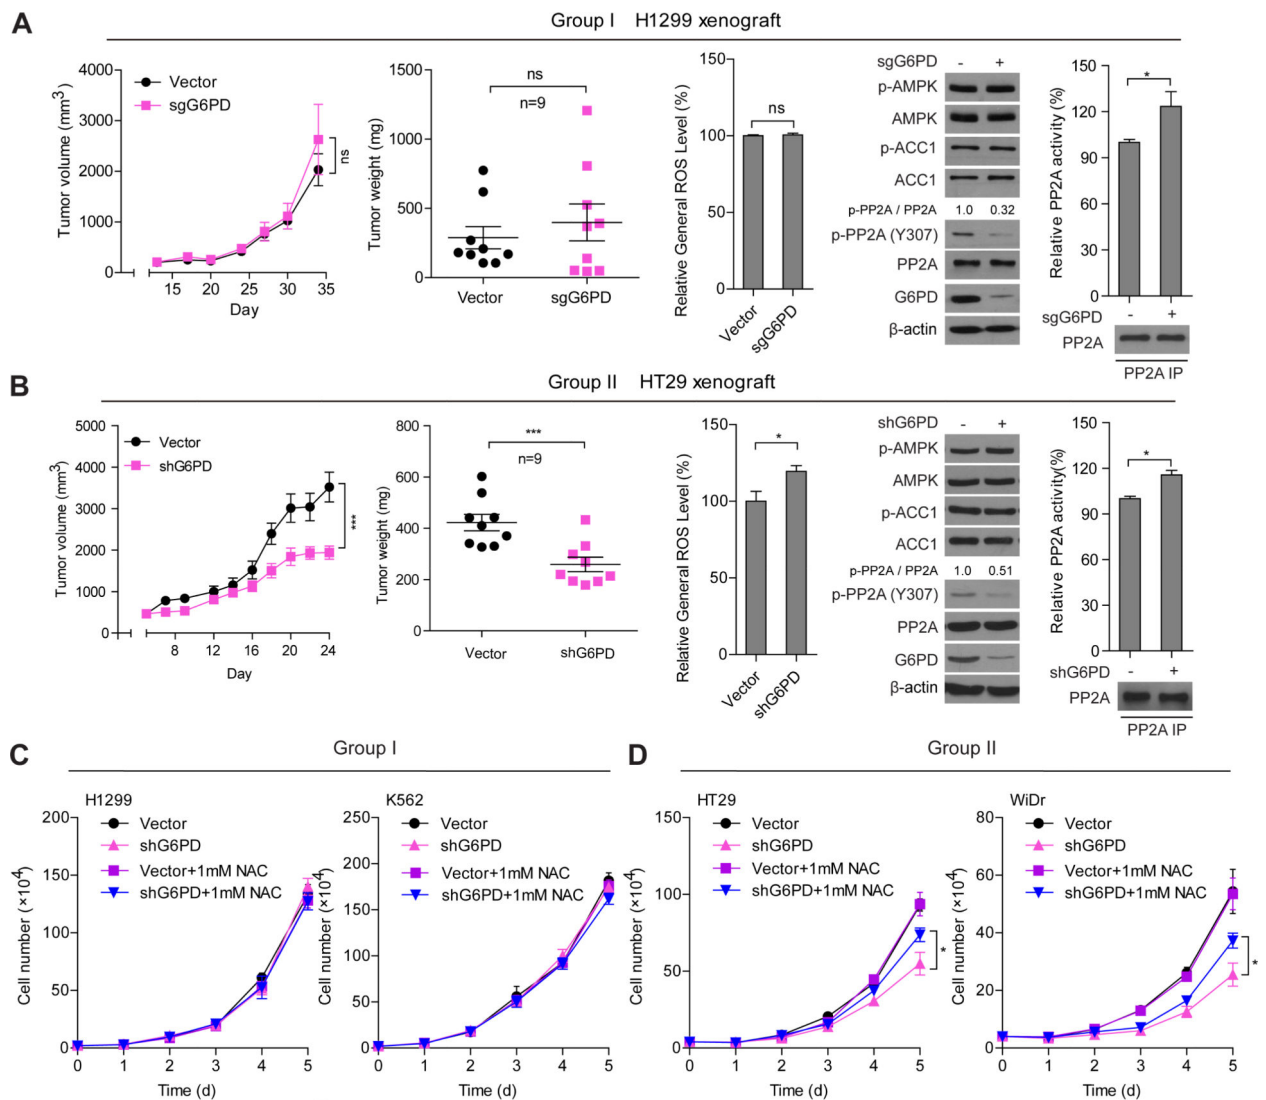 A
Group I H1299 xenograft
Tumor volume (mm³)
4000
3000
2000
1000
0
Vector
sgG6PD
ns
15 20 25 30 35
Day
Tumor weight (mg)
1500
1000
500
0
ns
n=9
Vector sgG6PD
Relative General ROS Level (%)
150
100
50
0
ns
Vector
sgG6PD
sgG6PD - +
p-AMPK
AMPK
p-ACC1
ACC1
p-PP2A / PP2A 1.0 0.32
p-PP2A (Y307)
PP2A
G6PD
β-actin
Relative PP2A activity (%)
150
120
90
60
30
0
*
sgG6PD - +
PP2A
PP2A IP
B
Group II HT29 xenograft
Tumor volume (mm³)
5000
4000
3000
2000
1000
0
Vector
shG6PD
***
8 12 16 20 24
Day
Tumor weight (mg)
800
600
400
200
0
***
n=9
Vector shG6PD
Relative General ROS Level (%)
150
100
50
0
*
Vector
shG6PD
shG6PD - +
p-AMPK
AMPK
p-ACC1
ACC1
p-PP2A / PP2A 1.0 0.51
p-PP2A (Y307)
PP2A
G6PD
β-actin
Relative PP2A activity(%)
150
120
90
60
30
0
*
shG6PD - +
PP2A
PP2A IP
C
Group I
H1299
Cell number (×10⁴)
200
150
100
50
0
Vector
shG6PD
Vector+1mM NAC
shG6PD+1mM NAC
0 1 2 3 4 5
Time (d)
K562
Cell number (×10⁴)
250
200
150
100
50
0
Vector
shG6PD
Vector+1mM NAC
shG6PD+1mM NAC
0 1 2 3 4 5
Time (d)
D
Group II
HT29
Cell number (×10⁴)
150
100
50
0
Vector
shG6PD
Vector+1mM NAC
shG6PD+1mM NAC
*
0 1 2 3 4 5
Time (d)
WiDr
Cell number (×10⁴)
80
60
40
20
0
Vector
shG6PD
Vector+1mM NAC
shG6PD+1mM NAC
*
0 1 2 3 4 5
Time (d)